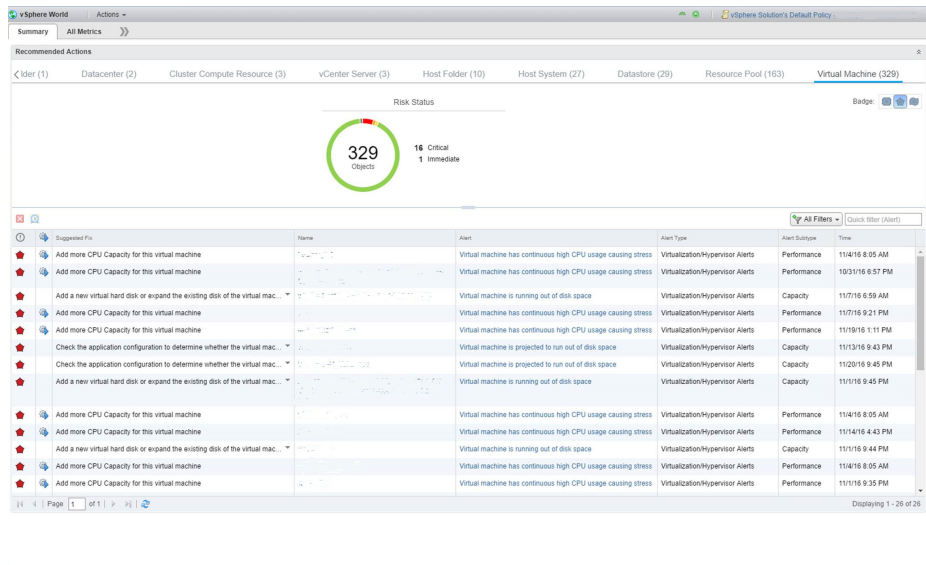 vSphere World Actions vSphere Solution's Default Policy
Summary All Metrics
Recommended Actions
lder (1) Datacenter (2) Cluster Compute Resource (3) vCenter Server (3) Host Folder (10) Host System (27) Datastore (29) Resource Pool (163) Virtual Machine (329)
Risk Status Badge:
329
Objects
16 Critical
1 Immediate
All Filters Quick filter (Alert)
Suggested Fix Name Alert Alert Type Alert Subtype Time
Add more CPU Capacity for this virtual machine Virtual machine has continuous high CPU usage causing stress Virtualization/Hypervisor Alerts Performance 11/4/16 8:05 AM
Add more CPU Capacity for this virtual machine Virtual machine has continuous high CPU usage causing stress Virtualization/Hypervisor Alerts Performance 10/31/16 6:57 PM
Add a new virtual hard disk or expand the existing disk of the virtual mac... Virtual machine is running out of disk space Virtualization/Hypervisor Alerts Capacity 11/7/16 6:59 AM
Add more CPU Capacity for this virtual machine Virtual machine has continuous high CPU usage causing stress Virtualization/Hypervisor Alerts Performance 11/7/16 9:21 PM
Add more CPU Capacity for this virtual machine Virtual machine has continuous high CPU usage causing stress Virtualization/Hypervisor Alerts Performance 11/19/16 1:11 PM
Check the application configuration to determine whether the virtual mac... Virtual machine is projected to run out of disk space Virtualization/Hypervisor Alerts Capacity 11/13/16 9:43 PM
Check the application configuration to determine whether the virtual mac... Virtual machine is projected to run out of disk space Virtualization/Hypervisor Alerts Capacity 11/20/16 9:45 PM
Add a new virtual hard disk or expand the existing disk of the virtual mac... Virtual machine is running out of disk space Virtualization/Hypervisor Alerts Capacity 11/1/16 9:45 PM
Add more CPU Capacity for this virtual machine Virtual machine has continuous high CPU usage causing stress Virtualization/Hypervisor Alerts Performance 11/4/16 8:05 AM
Add more CPU Capacity for this virtual machine Virtual machine has continuous high CPU usage causing stress Virtualization/Hypervisor Alerts Performance 11/14/16 4:43 PM
Add a new virtual hard disk or expand the existing disk of the virtual mac... Virtual machine is running out of disk space Virtualization/Hypervisor Alerts Capacity 11/1/16 9:44 PM
Add more CPU Capacity for this virtual machine Virtual machine has continuous high CPU usage causing stress Virtualization/Hypervisor Alerts Performance 11/4/16 8:05 AM
Add more CPU Capacity for this virtual machine Virtual machine has continuous high CPU usage causing stress Virtualization/Hypervisor Alerts Performance 11/1/16 9:35 PM
Page 1 of 1 Displaying 1 - 26 of 26